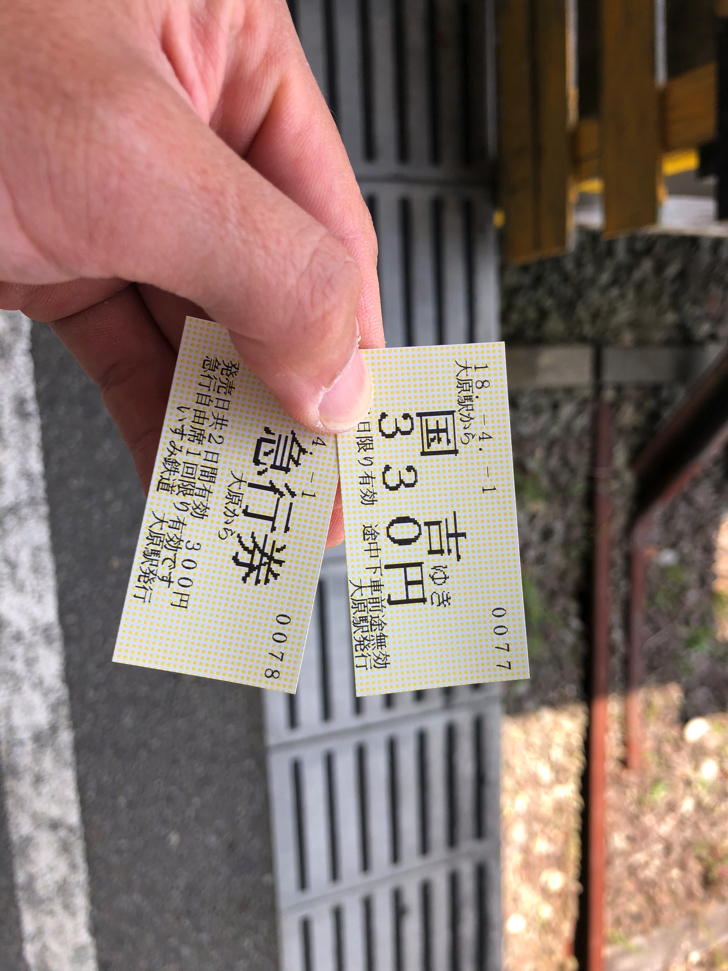 18.-4.-1 0077
大原駅から
国吉ゆき
330円
日限り有効 途中下車前途無効
大原駅発行
4.-1 0078
急行券
大原から
発売日共2日間有効 300円
急行自由席1回限り有効です
いすみ鉄道 大原駅発行